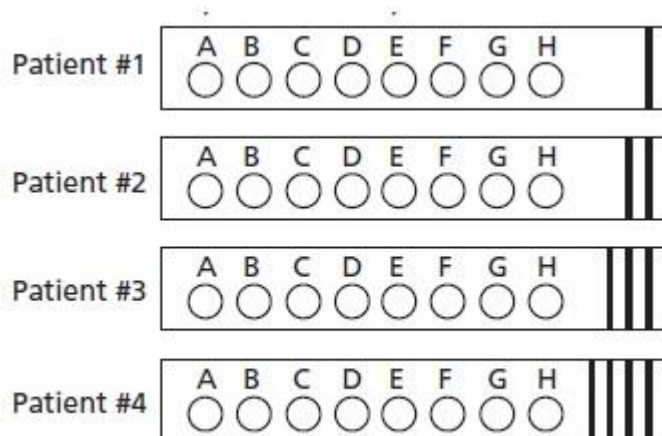 A B C D E F G H
Patient #1
A B C D E F G H
Patient #2
A B C D E F G H
Patient #3
A B C D E F G H
Patient #4